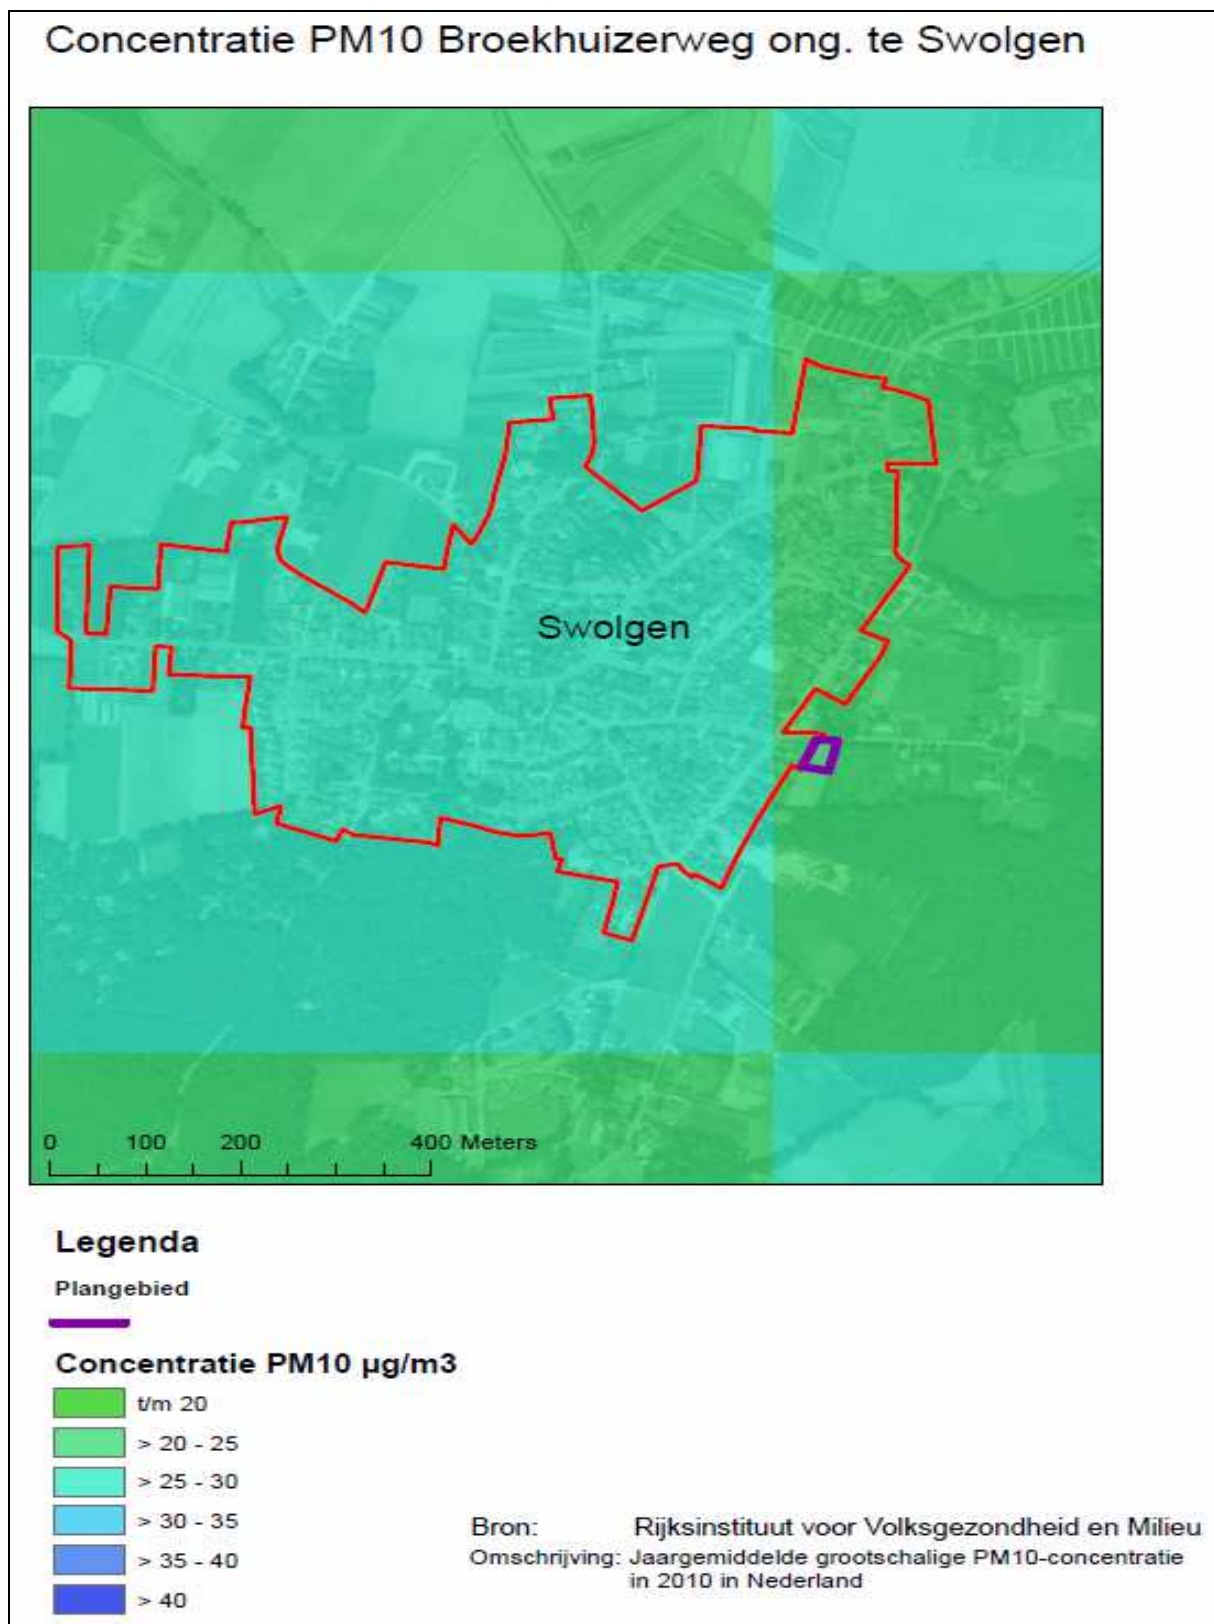 Concentratie PM10 Broekhuizerweg ong. te Swolgen
Swolgen
0 100 200 400 Meters
Legenda
Plangebied
Concentratie PM10 µg/m3
t/m 20
> 20 - 25
> 25 - 30
> 30 - 35
> 35 - 40
> 40
Bron: Rijksinstituut voor Volksgezondheid en Milieu
Omschrijving: Jaargemiddelde grootschalige PM10-concentratie
in 2010 in Nederland